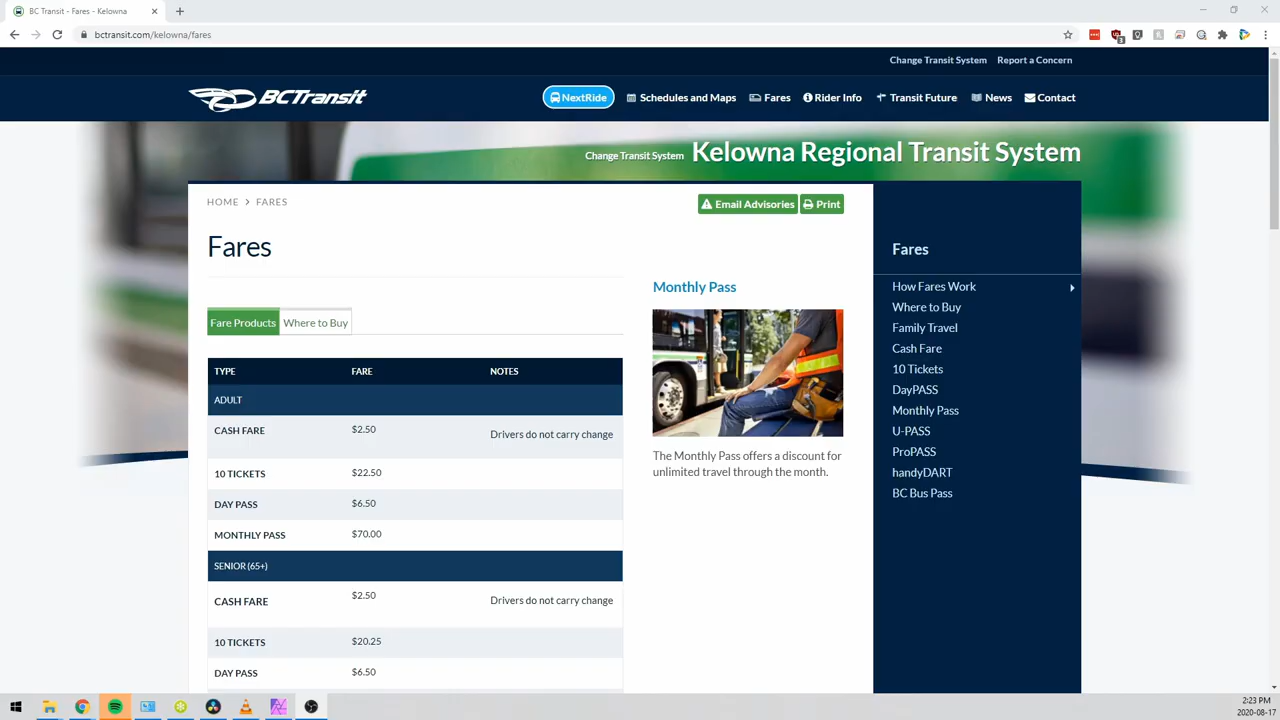 BC Transit - Fares - Kelowna
bctransit.com/kelowna/fares
Change Transit System
Report a Concern
BCTransit
NextRide
Schedules and Maps
Fares
Rider Info
Transit Future
News
Contact
Change Transit System
Kelowna Regional Transit System
HOME > FARES
Email Advisories
Print
Fares
Fare Products
Where to Buy
TYPE FARE NOTES
ADULT
CASH FARE $2.50 Drivers do not carry change
10 TICKETS $22.50
DAY PASS $6.50
MONTHLY PASS $70.00
SENIOR (65+)
CASH FARE $2.50 Drivers do not carry change
10 TICKETS $20.25
DAY PASS $6.50
Monthly Pass
The Monthly Pass offers a discount for
unlimited travel through the month.
Fares
How Fares Work
Where to Buy
Family Travel
Cash Fare
10 Tickets
DayPASS
Monthly Pass
U-PASS
ProPASS
handyDART
BC Bus Pass
2:23 PM
2020-08-17